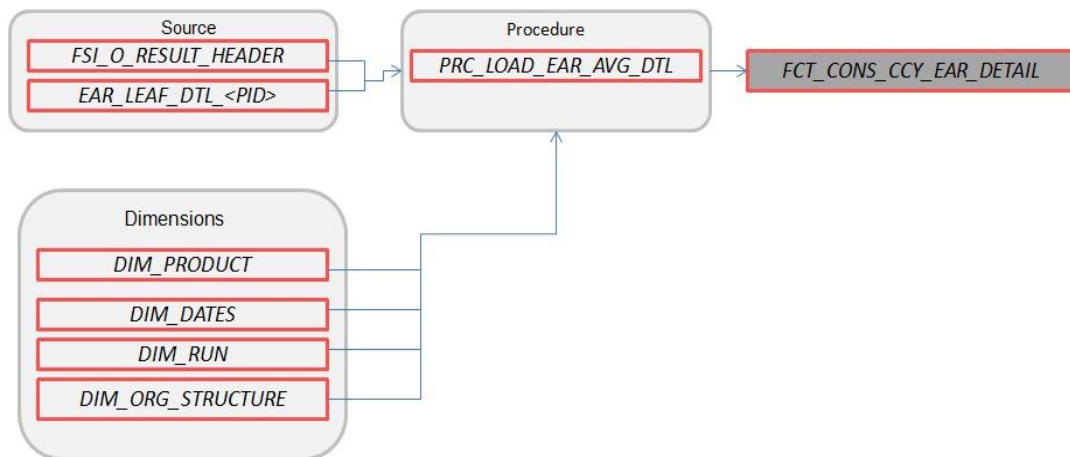 Source
FSI_O_RESULT_HEADER
EAR_LEAF_DTL_<PID>
Procedure
PRC_LOAD_EAR_AVG_DTL
FCT_CONS_CCY_EAR_DETAIL
Dimensions
DIM_PRODUCT
DIM_DATES
DIM_RUN
DIM_ORG_STRUCTURE